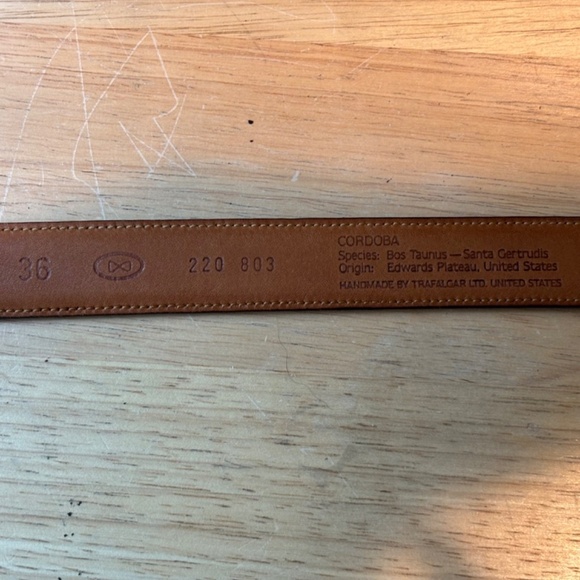 36
220 803
CORDOBA
Species: Bos Taurus — Santa Gertrudis
Origin: Edwards Plateau, United States
HANDMADE BY TRAFALGAR LTD. UNITED STATES